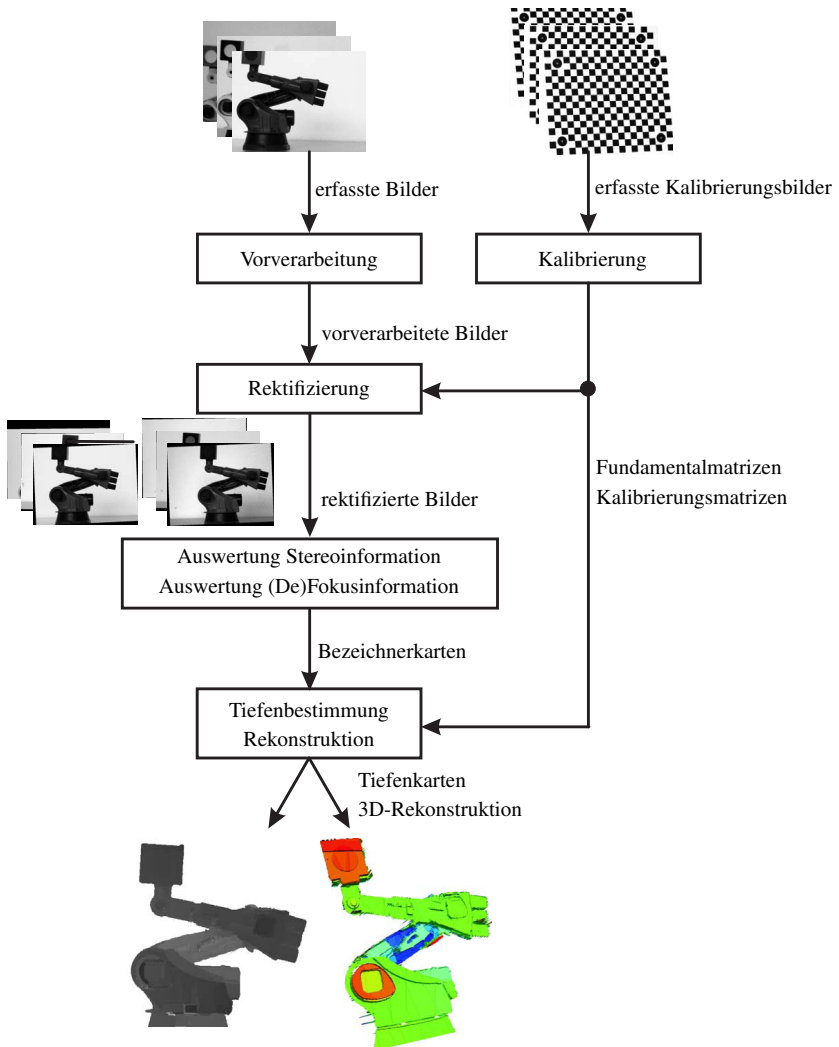 erfasste Bilder
erfasste Kalibrierungsbilder
Vorverarbeitung
Kalibrierung
vorverarbeitete Bilder
Rektifizierung
Fundamentalmatrizen
Kalibrierungsmatrizen
rektifizierte Bilder
Auswertung Stereoinformation
Auswertung (De)Fokusinformation
Bezeichnerkarten
Tiefenbestimmung
Rekonstruktion
Tiefenkarten
3D-Rekonstruktion